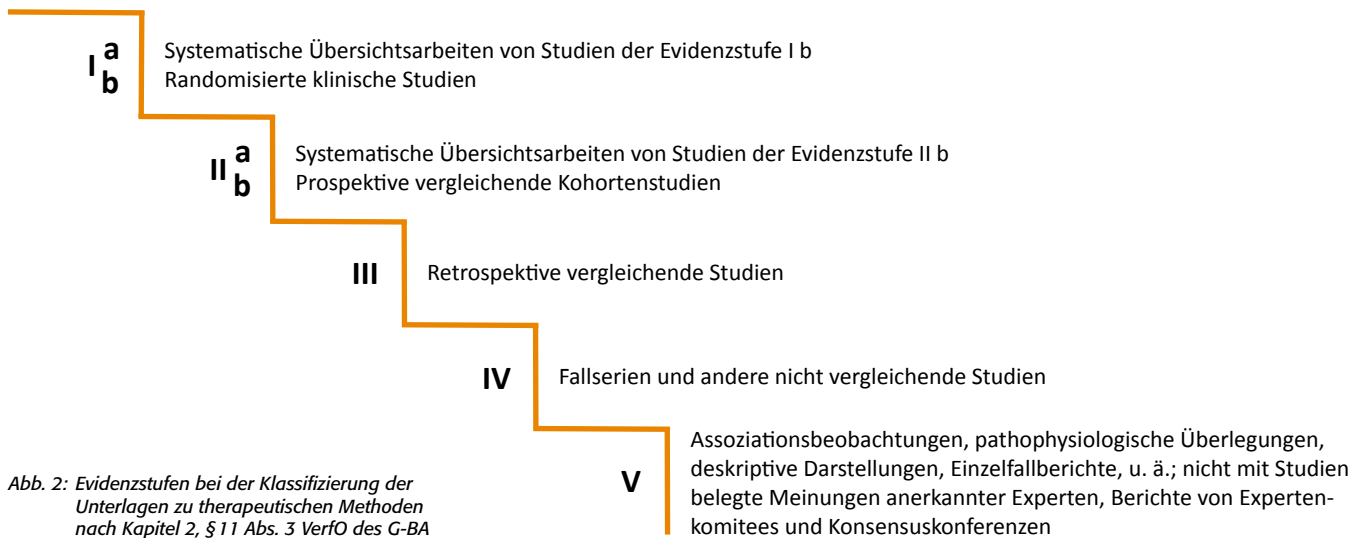 I a Systematische Übersichtsarbeiten von Studien der Evidenzstufe I b
b Randomisierte klinische Studien
II a Systematische Übersichtsarbeiten von Studien der Evidenzstufe II b
b Prospektive vergleichende Kohortenstudien
III Retrospektive vergleichende Studien
IV Fallserien und andere nicht vergleichende Studien
V Assoziationsbeobachtungen, pathophysiologische Überlegungen,
deskriptive Darstellungen, Einzelfallberichte, u. ä.; nicht mit Studien
belegte Meinungen anerkannter Experten, Berichte von Experten-
komitees und Konsensuskonferenzen
Abb. 2: Evidenzstufen bei der Klassifizierung der
Unterlagen zu therapeutischen Methoden
nach Kapitel 2, § 11 Abs. 3 VerfO des G-BA